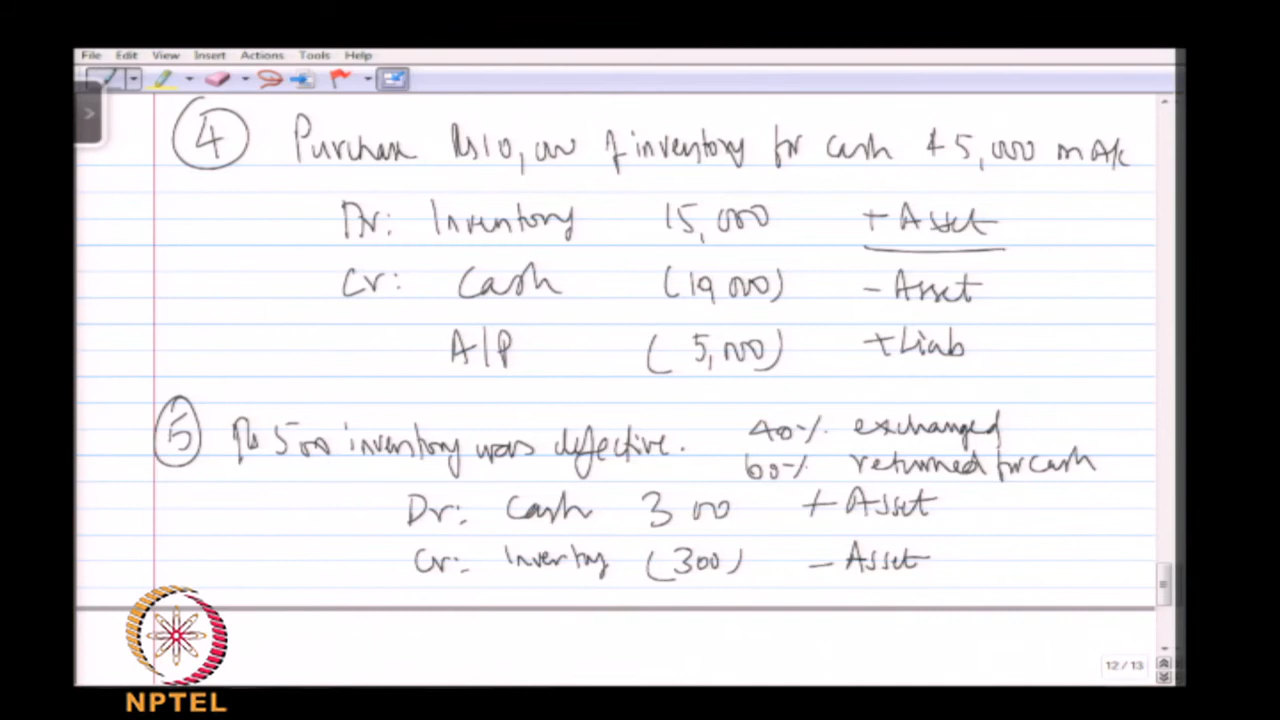 File Edit View Insert Actions Tools Help
4 Purchase Rs10,000 of inventory for cash & 5,000 on A/c
Dr: Inventory 15,000 + Asset
Cr: Cash (10,000) - Asset
A/P (5,000) + Liab
5 Rs 500 inventory was defective. 40% exchanged
60% returned for cash
Dr: Cash 300 + Asset
Cr: Inventory (300) - Asset
12/13
NPTEL